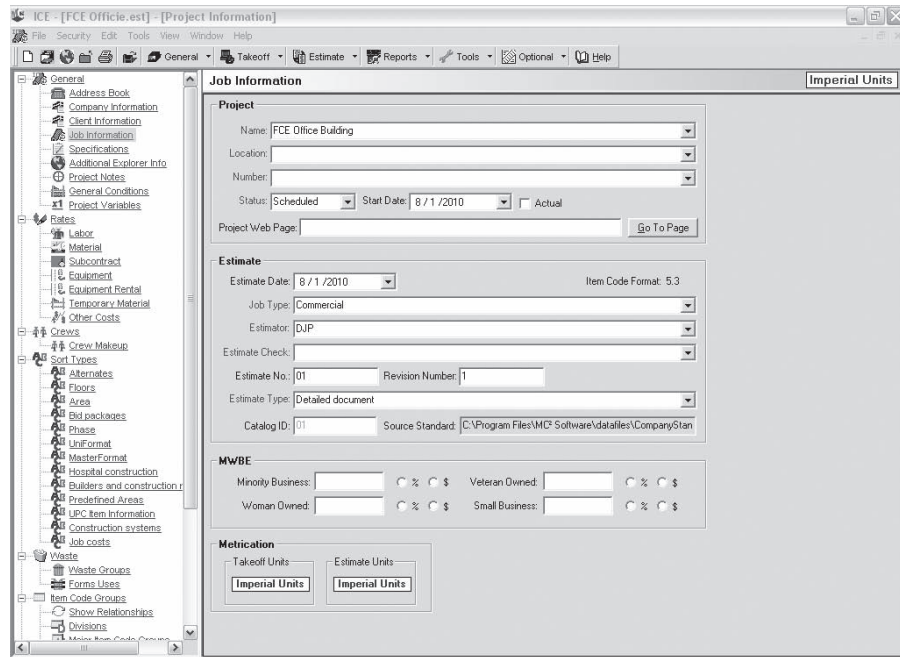 ICE - [FCE Officie.est] - [Project Information]
File Security Edit Tools View Window Help
General Takeoff Estimate Reports Tools Optional Help
General
Address Book
Company Information
Client Information
Job Information
Specifications
Additional Explorer Info
Project Notes
General Conditions
x1 Project Variables
Rates
Labor
Material
Subcontract
Equipment
Equipment Rental
Temporary Material
Other Costs
Crews
Crew Makeup
Sort Types
Alternates
Floors
Area
Bid packages
Phase
UniFormat
MasterFormat
Hospital construction
Builders and construction r
Predefined Areas
UPC Item Information
Construction systems
Job costs
Waste
Waste Groups
Forms Uses
Item Code Groups
Show Relationships
Divisions
Major Item Code Groups
Job Information Imperial Units
Project
Name: FCE Office Building
Location:
Number:
Status: Scheduled Start Date: 8 / 1 /2010 Actual
Project Web Page: Go To Page
Estimate
Estimate Date: 8 / 1 /2010 Item Code Format: 5.3
Job Type: Commercial
Estimator: DJP
Estimate Check:
Estimate No.: 01 Revision Number: 1
Estimate Type: Detailed document
Catalog ID: 01 Source Standard: C:\Program Files\MC² Software\datafiles\CompanyStan
MWBE
Minority Business: % $ Veteran Owned: % $
Woman Owned: % $ Small Business: % $
Metrication
Takeoff Units Estimate Units
Imperial Units Imperial Units